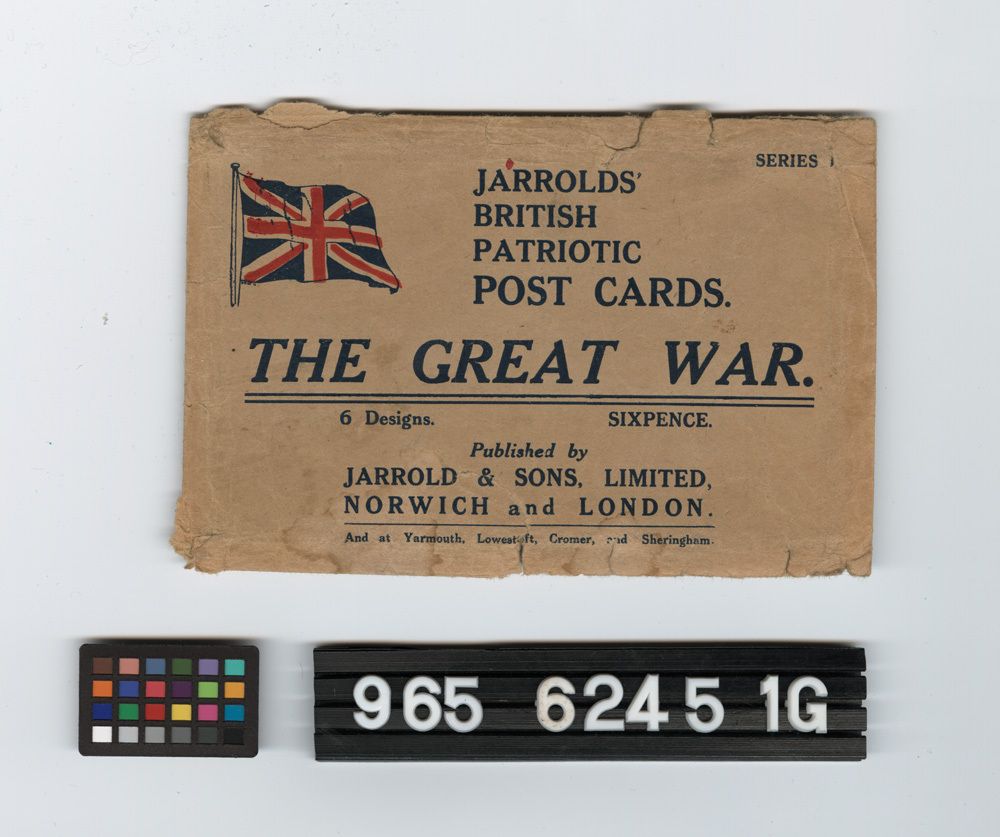 SERIES
JARROLDS'
BRITISH
PATRIOTIC
POST CARDS.
THE GREAT WAR.
6 Designs. SIXPENCE.
Published by
JARROLD & SONS, LIMITED,
NORWICH and LONDON.
And at Yarmouth, Lowestoft, Cromer, and Sheringham.
965 6245 1G